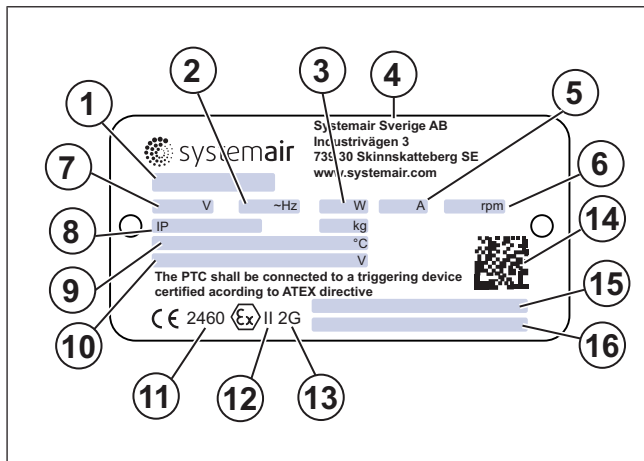 1
2
3
4
5
6
7
8
9
10
11
12
13
14
15
16
systemair
Systemair Sverige AB
Industrivägen 3
739 30 Skinnskatteberg SE
www.systemair.com
V ~Hz W A rpm
IP kg
°C
V
The PTC shall be connected to a triggering device
certified acording to ATEX directive
CE 2460 Ex II 2G